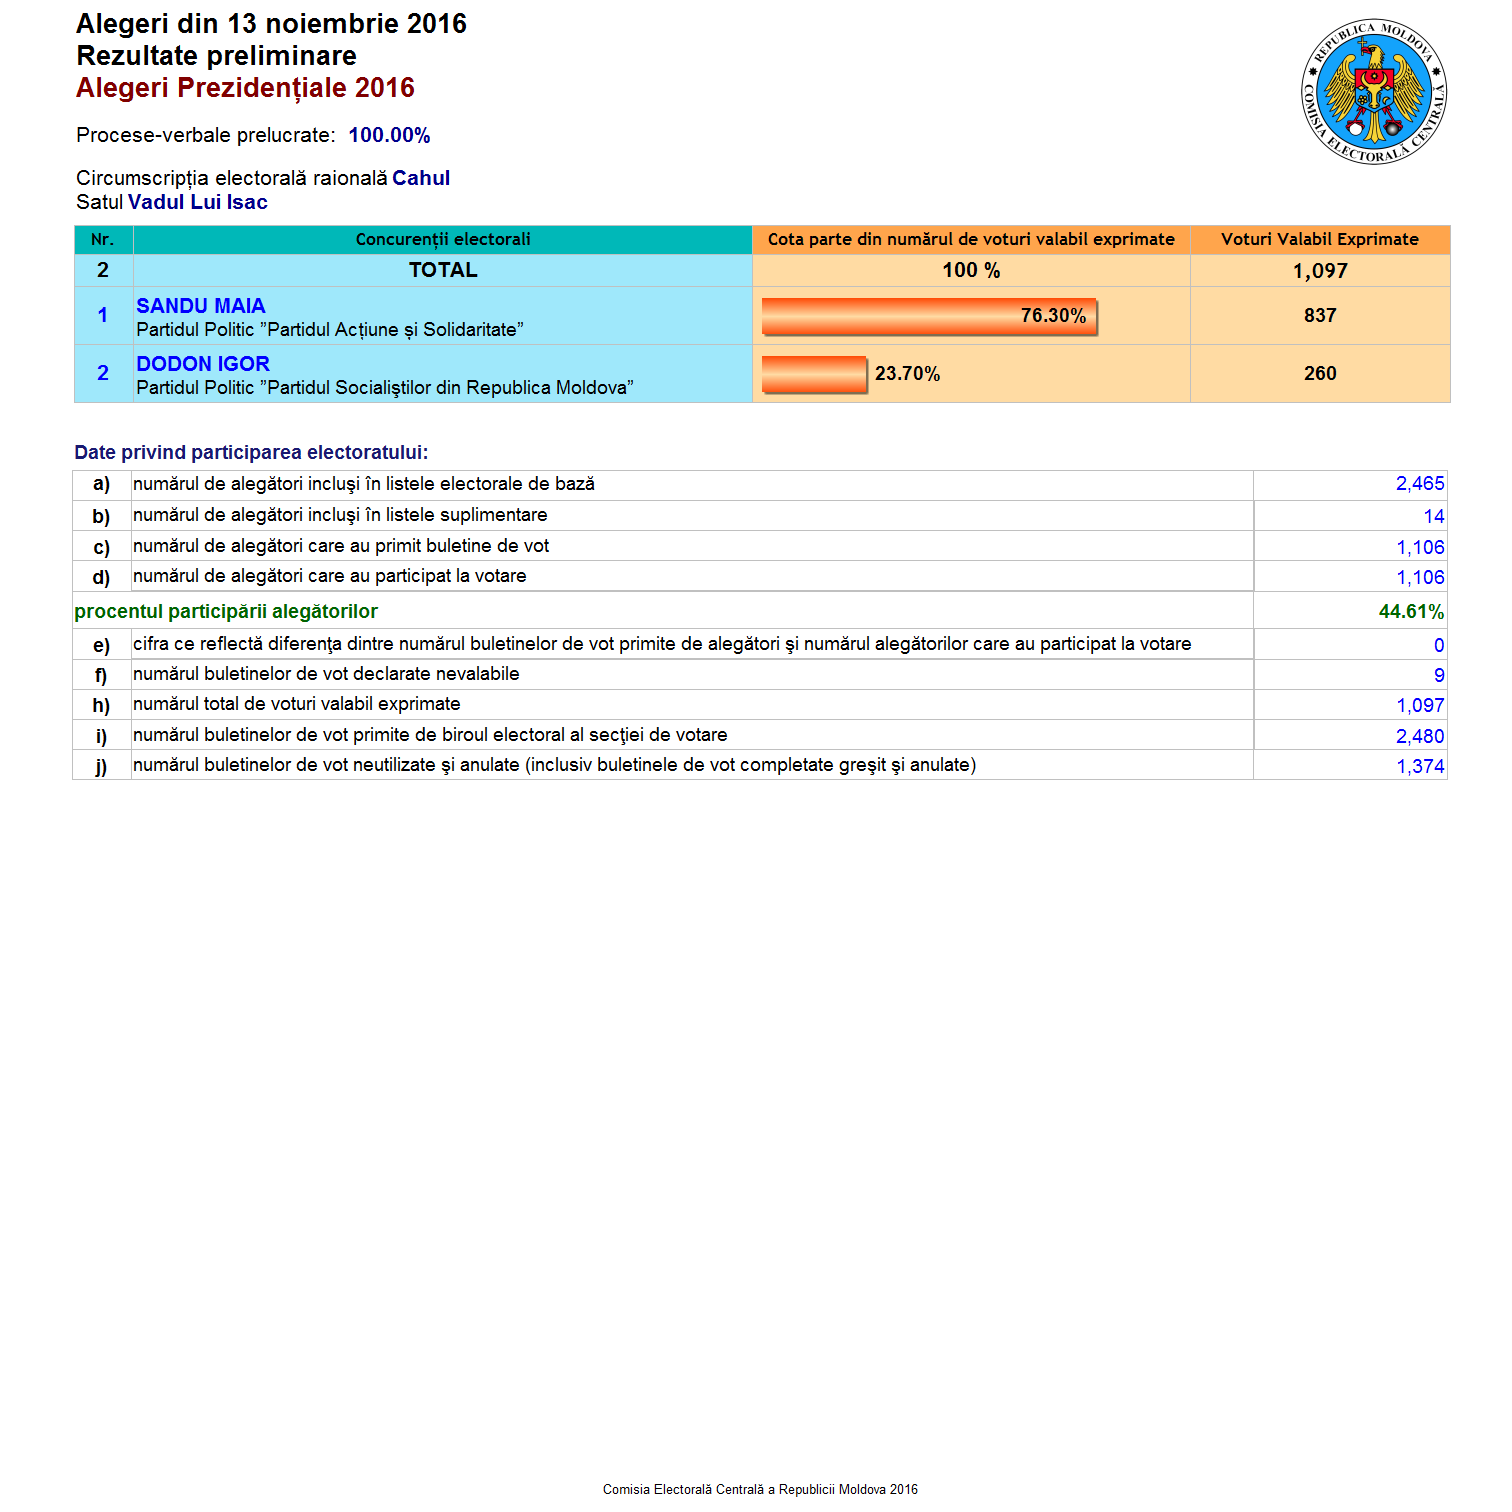 Alegeri din 13 noiembrie 2016
Rezultate preliminare
Alegeri Prezidențiale 2016
REPUBLICA MOLDOVA
COMISIA ELECTORALĂ CENTRALĂ
Procese-verbale prelucrate: 100.00%
Circumscripția electorală raională Cahul
Satul Vadul Lui Isac
Nr. Concurenții electorali Cota parte din numărul de voturi valabil exprimate Voturi Valabil Exprimate
2 TOTAL 100 % 1,097
1 SANDU MAIA 76.30% 837
Partidul Politic ”Partidul Acțiune și Solidaritate”
2 DODON IGOR 23.70% 260
Partidul Politic ”Partidul Socialiştilor din Republica Moldova”
Date privind participarea electoratului:
a) numărul de alegători incluşi în listele electorale de bază 2,465
b) numărul de alegători incluşi în listele suplimentare 14
c) numărul de alegători care au primit buletine de vot 1,106
d) numărul de alegători care au participat la votare 1,106
procentul participării alegătorilor 44.61%
e) cifra ce reflectă diferenţa dintre numărul buletinelor de vot primite de alegători şi numărul alegătorilor care au participat la votare 0
f) numărul buletinelor de vot declarate nevalabile 9
h) numărul total de voturi valabil exprimate 1,097
i) numărul buletinelor de vot primite de biroul electoral al secţiei de votare 2,480
j) numărul buletinelor de vot neutilizate şi anulate (inclusiv buletinele de vot completate greşit şi anulate) 1,374
Comisia Electorală Centrală a Republicii Moldova 2016